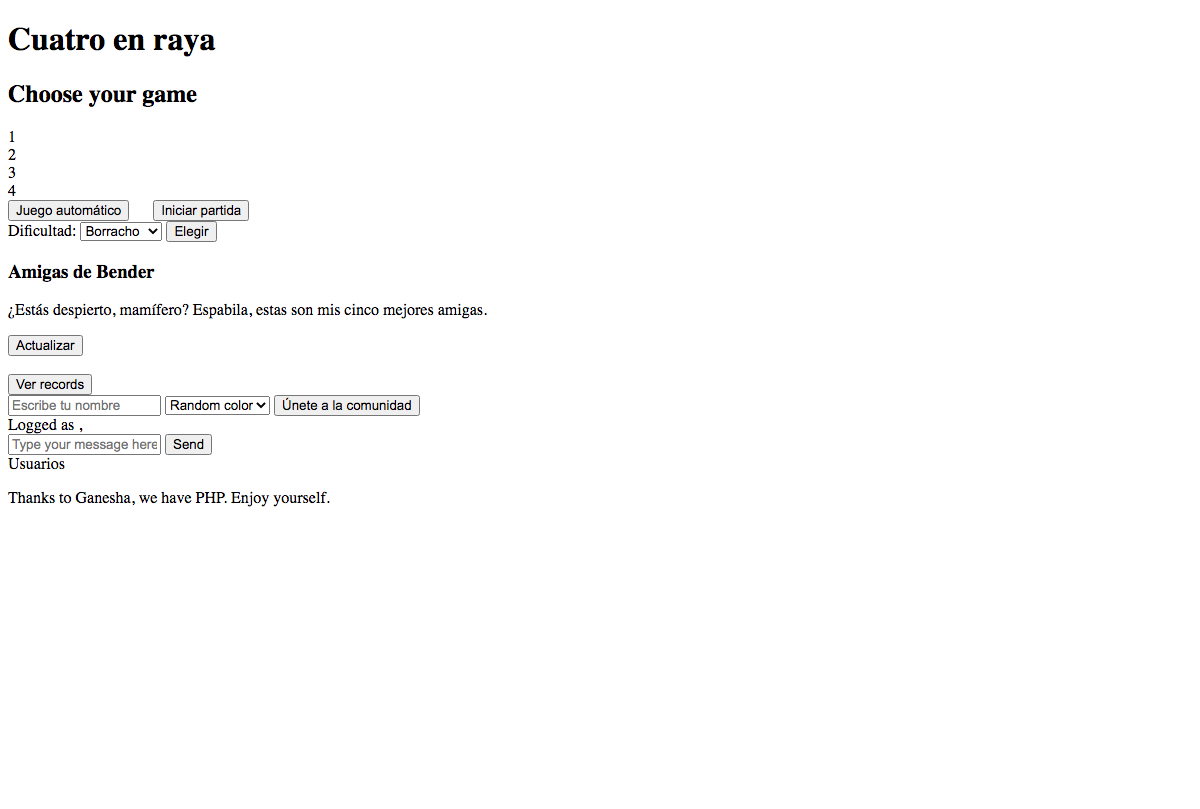 Cuatro en raya
Choose your game
1
2
3
4
Juego automático Iniciar partida
Dificultad: Borracho Elegir
Amigas de Bender
¿Estás despierto, mamífero? Espabila, estas son mis cinco mejores amigas.
Actualizar
Ver records
Escribe tu nombre Random color Únete a la comunidad
Logged as ,
Type your message here Send
Usuarios
Thanks to Ganesha, we have PHP. Enjoy yourself.